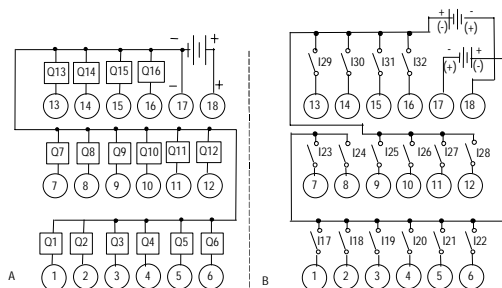 − +
Q13 Q14 Q15 Q16
− +
13 14 15 16 17 18
Q7 Q8 Q9 Q10 Q11 Q12
7 8 9 10 11 12
Q1 Q2 Q3 Q4 Q5 Q6
1 2 3 4 5 6
A
+ −
(-) (+)
− +
(+) (-)
I29 I30 I31 I32
13 14 15 16 17 18
I23 I24 I25 I26 I27 I28
7 8 9 10 11 12
I17 I18 I19 I20 I21 I22
1 2 3 4 5 6
B